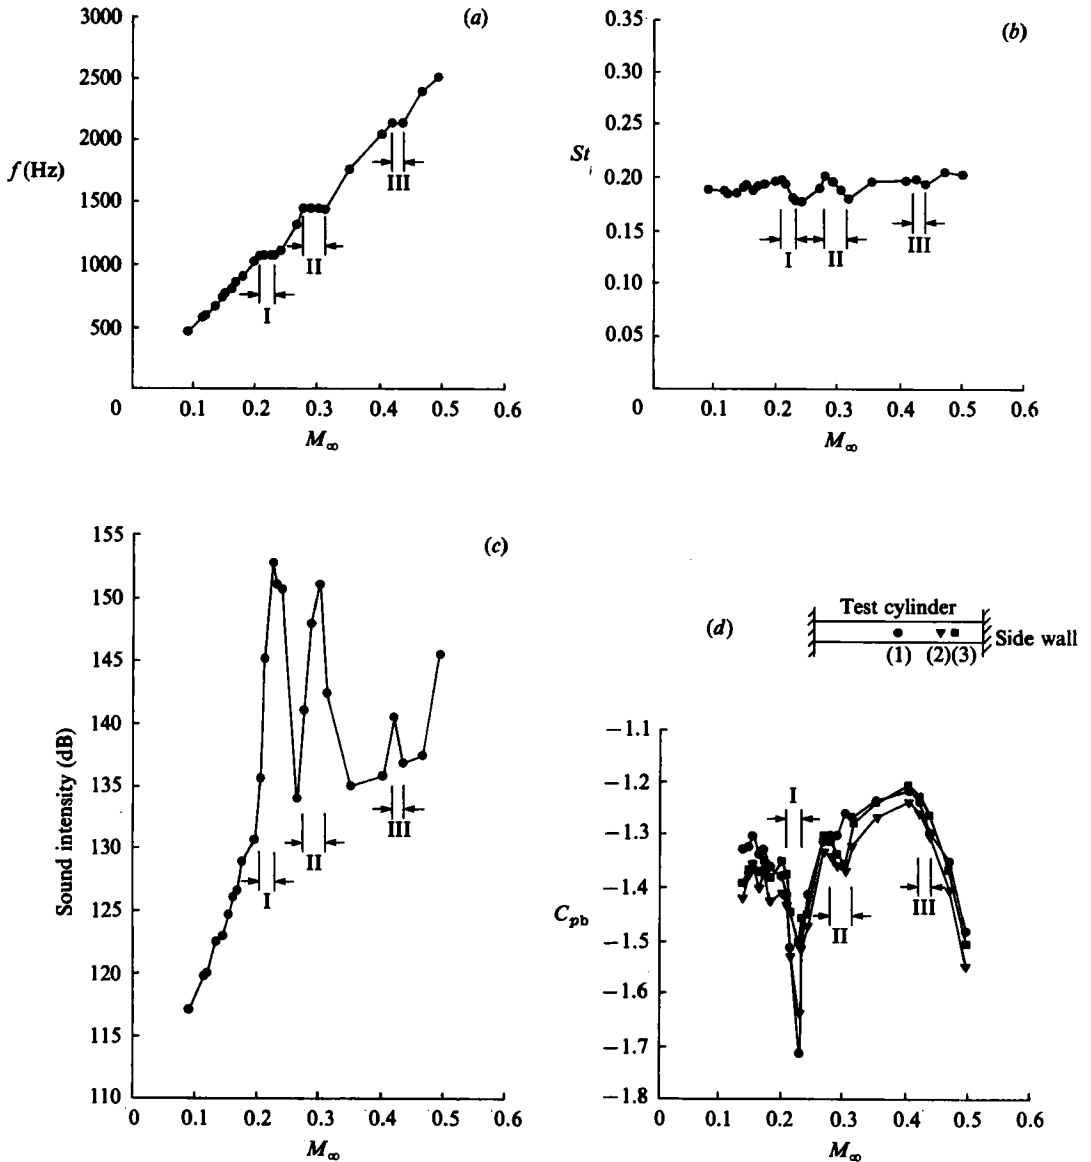 (a)
3000
2500
2000
1500
1000
500
0
f (Hz)
I
II
III
0.1 0.2 0.3 0.4 0.5 0.6
M∞
(b)
0.35
0.30
0.25
0.20
0.15
0.10
0.05
0
St
I
II
III
0.1 0.2 0.3 0.4 0.5 0.6
M∞
(c)
155
150
145
140
135
130
125
120
115
110
Sound intensity (dB)
I
II
III
0 0.1 0.2 0.3 0.4 0.5 0.6
M∞
(d)
Test cylinder
Side wall
(1) (2) (3)
−1.1
−1.2
−1.3
−1.4
−1.5
−1.6
−1.7
−1.8
Cpb
I
II
III
0 0.1 0.2 0.3 0.4 0.5 0.6
M∞